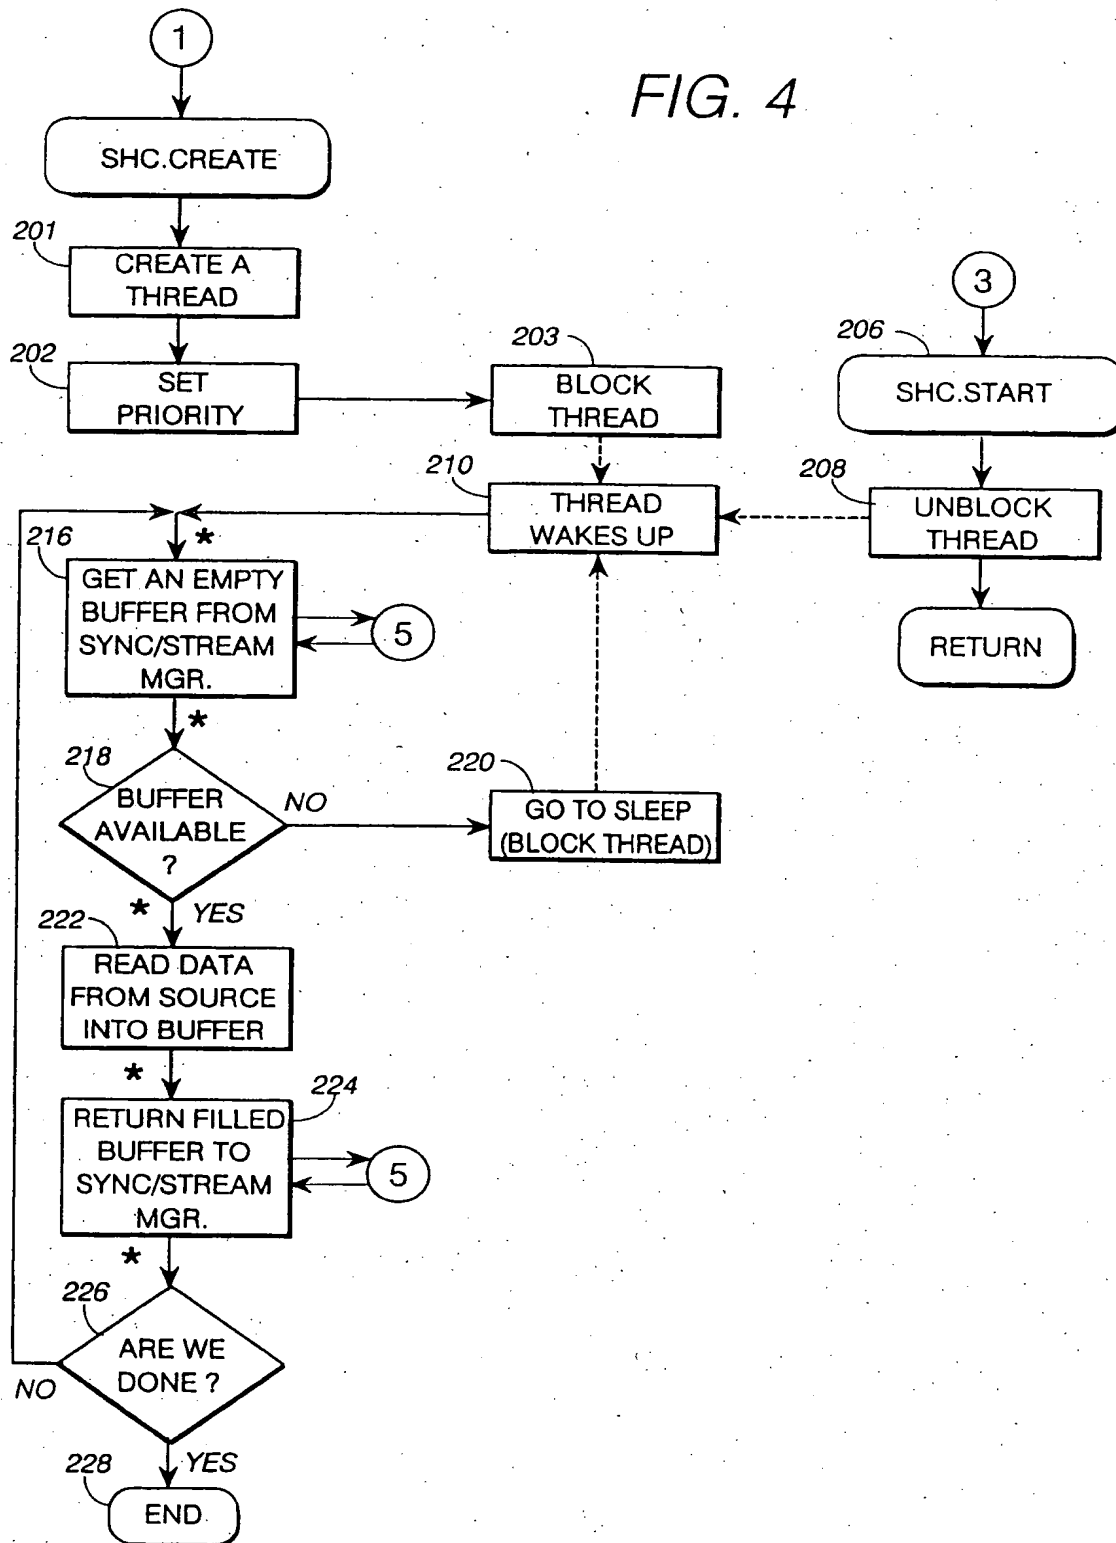 1
FIG. 4
SHC.CREATE
201
CREATE A
THREAD
3
202
SET
PRIORITY
203
BLOCK
THREAD
206
SHC.START
210
THREAD
WAKES UP
208
UNBLOCK
THREAD
RETURN
*
216
GET AN EMPTY
BUFFER FROM
SYNC/STREAM
MGR.
5
*
218
BUFFER
AVAILABLE
?
NO
220
GO TO SLEEP
(BLOCK THREAD)
*
YES
222
READ DATA
FROM SOURCE
INTO BUFFER
*
224
RETURN FILLED
BUFFER TO
SYNC/STREAM
MGR.
5
*
226
ARE WE
DONE ?
NO
YES
228
END